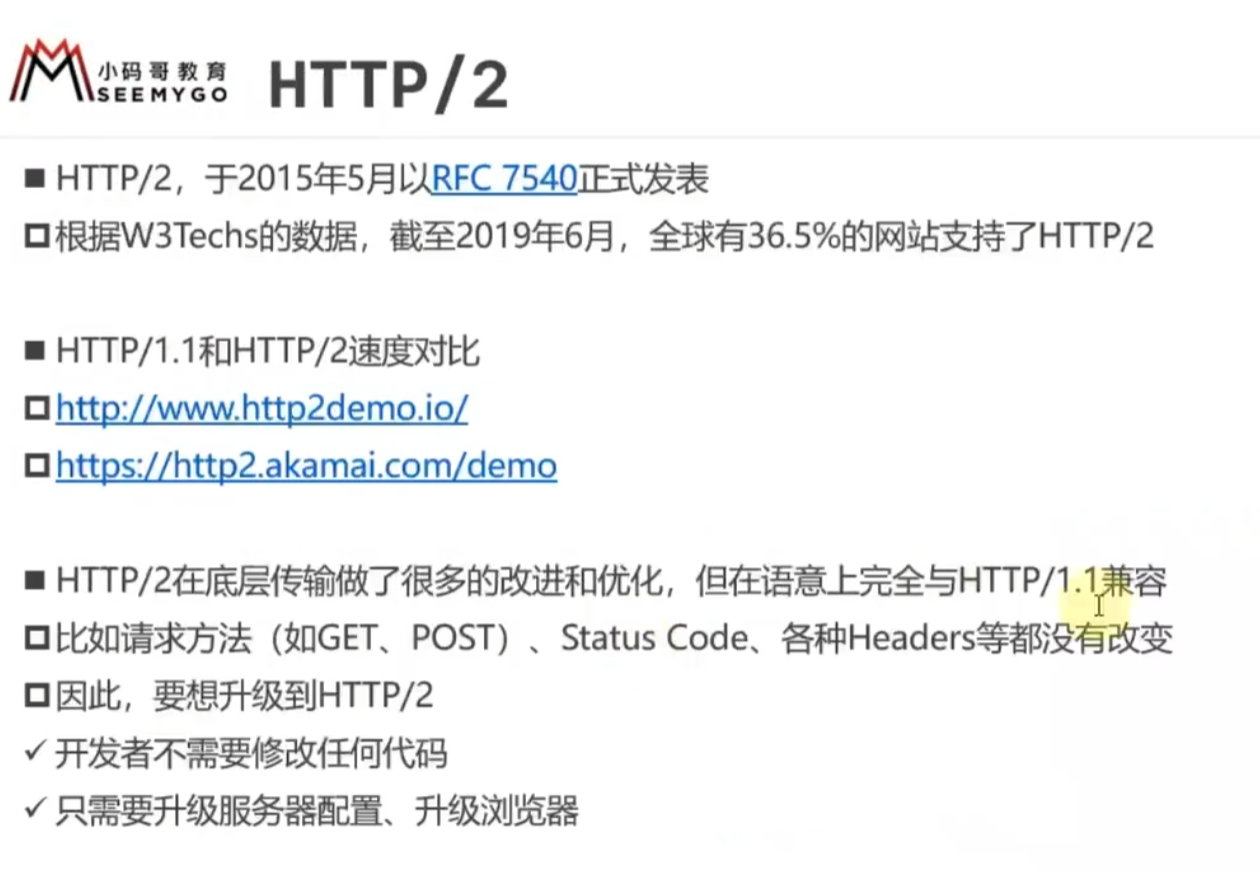 小码哥教育
SEEMYGO
HTTP/2
■ HTTP/2，于2015年5月以RFC 7540正式发表
根据W3Techs的数据，截至2019年6月，全球有36.5%的网站支持了HTTP/2
■ HTTP/1.1和HTTP/2速度对比
http://www.http2demo.io/
https://http2.akamai.com/demo
■ HTTP/2在底层传输做了很多的改进和优化，但在语意上完全与HTTP/1.1兼容
比如请求方法（如GET、POST）、Status Code、各种Headers等都没有改变
因此，要想升级到HTTP/2
✓ 开发者不需要修改任何代码
✓ 只需要升级服务器配置、升级浏览器